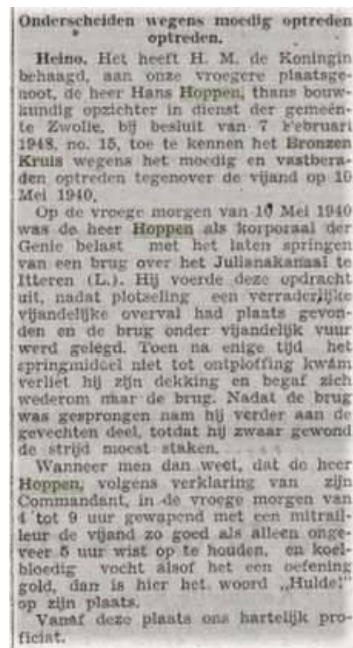 Onderscheiden wegens moedig optreden
optreden.
Heino. Het heeft H. M. de Koningin
behaagd, aan onze vroegere plaatsge-
noot, de heer Hans Hoppen, thans bouw-
kundig opzichter in dienst der gemeen-
te Zwolle, bij besluit van 7 Februari
1948, no. 15, toe te kennen het Bronzen
Kruis wegens het moedig en vastbera-
den optreden tegenover de vijand op 10
Mei 1940.
Op de vroege morgen van 10 Mei 1940
was de heer Hoppen als korporaal der
Genie belast met het laten springen
van een brug over het Julianakanaal te
Itteren (L.). Hij voerde deze opdracht
uit, nadat plotseling een verraderlijke
vijandelijke overval had plaats gevon-
den en de brug onder vijandelijk vuur
werd gelegd. Toen na enige tijd het
springmiddel niet tot ontploffing kwam
verliet hij zijn dekking en begaf zich
wederom naar de brug. Nadat de brug
was gesprongen nam hij verder aan de
gevechten deel, totdat hij zwaar gewond
de strijd moest staken.
Wanneer men dan weet, dat de heer
Hoppen, volgens verklaring van zijn
Commandant, in de vroege morgen van
4 tot 9 uur gewapend met een mitrail-
leur de vijand zo goed als alleen onge-
veer 5 uur wist op te houden, en koel-
bloedig vocht alsof het een oefening
gold, dan is hier het woord „Hulde!"
op zijn plaats.
Vanaf deze plaats ons hartelijk pro-
ficiat.